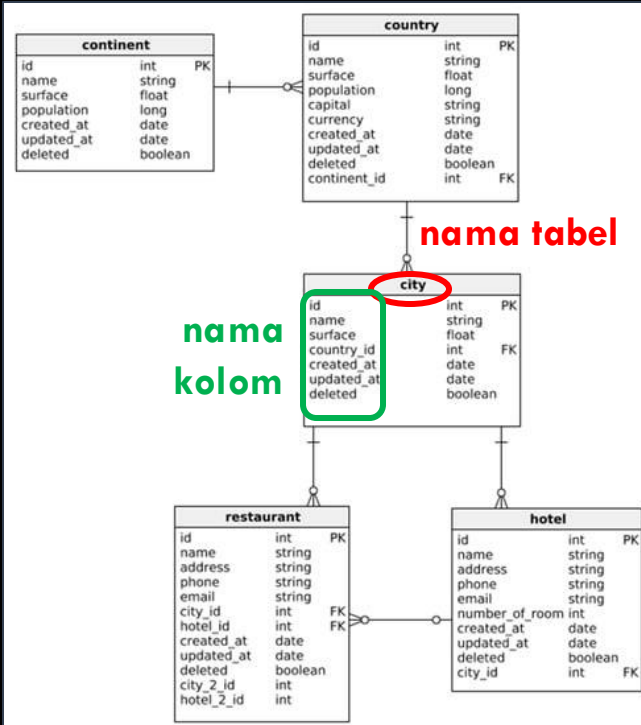 continent
id int PK
name string
surface float
population long
created_at date
updated_at date
deleted boolean
country
id int PK
name string
surface float
population long
capital string
currency string
created_at date
updated_at date
deleted boolean
continent_id int FK
nama tabel
city
id int PK
name string
surface float
country_id int FK
created_at date
updated_at date
deleted boolean
nama
kolom
restaurant
id int PK
name string
address string
phone string
email string
city_id int FK
hotel_id int FK
created_at date
updated_at date
deleted boolean
city_2_id int
hotel_2_id int
hotel
id int PK
name string
address string
phone string
email string
number_of_room int
created_at date
updated_at date
deleted boolean
city_id int FK